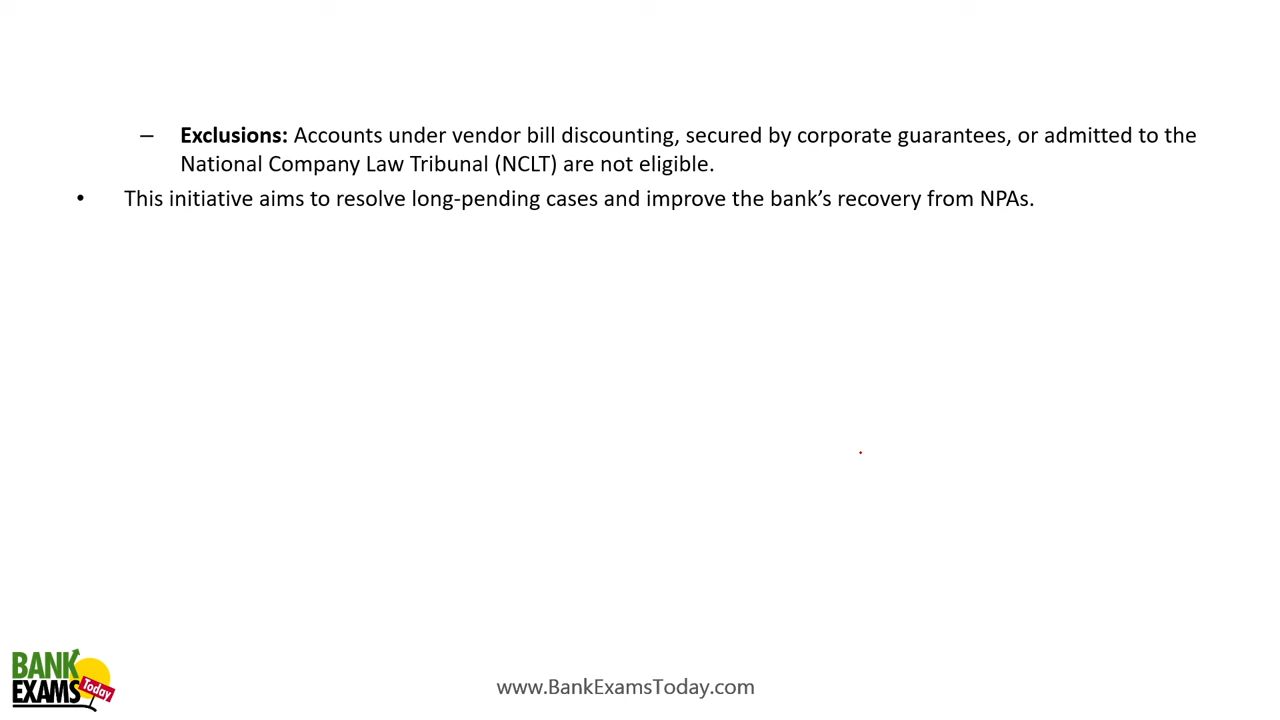 – Exclusions: Accounts under vendor bill discounting, secured by corporate guarantees, or admitted to the
National Company Law Tribunal (NCLT) are not eligible.
• This initiative aims to resolve long-pending cases and improve the bank’s recovery from NPAs.
BANK
EXAMS
Today
www.BankExamsToday.com